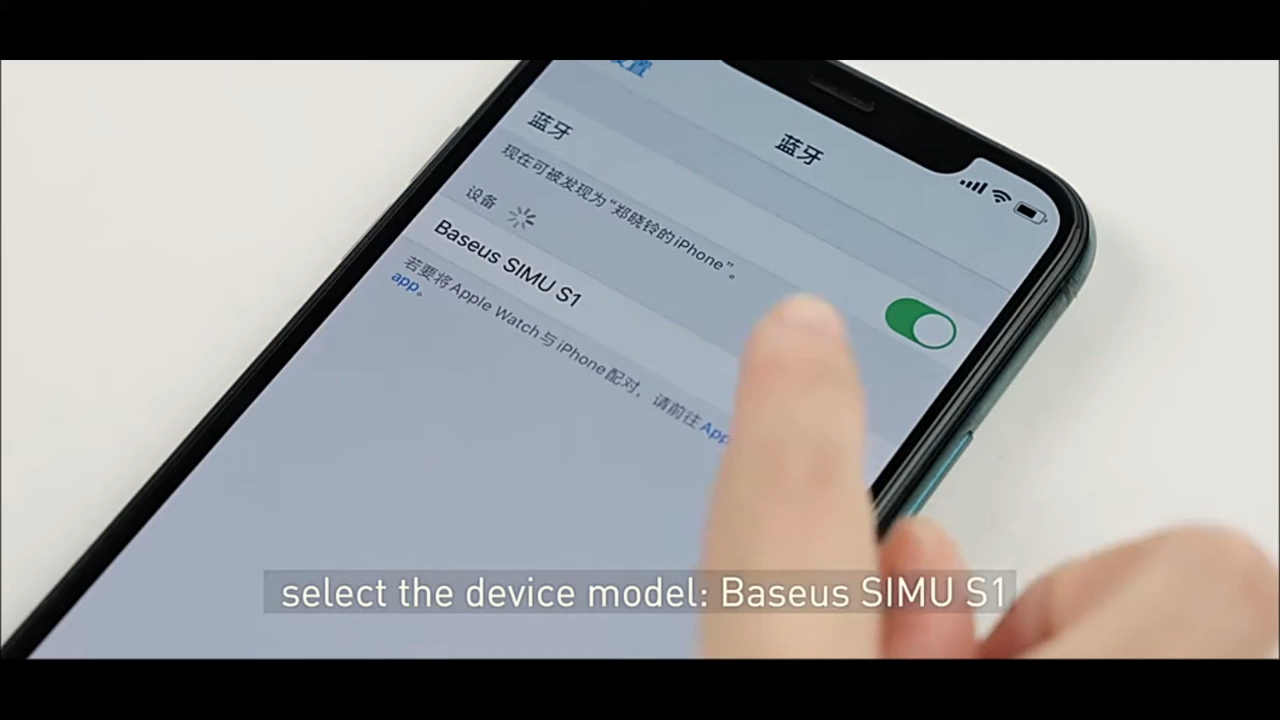 设置
蓝牙
蓝牙
现在可被发现为“郑晓铃的iPhone”。
设备
Baseus SIMU S1
若要将Apple Watch与iPhone配对，请前往App
app。
select the device model: Baseus SIMU S1